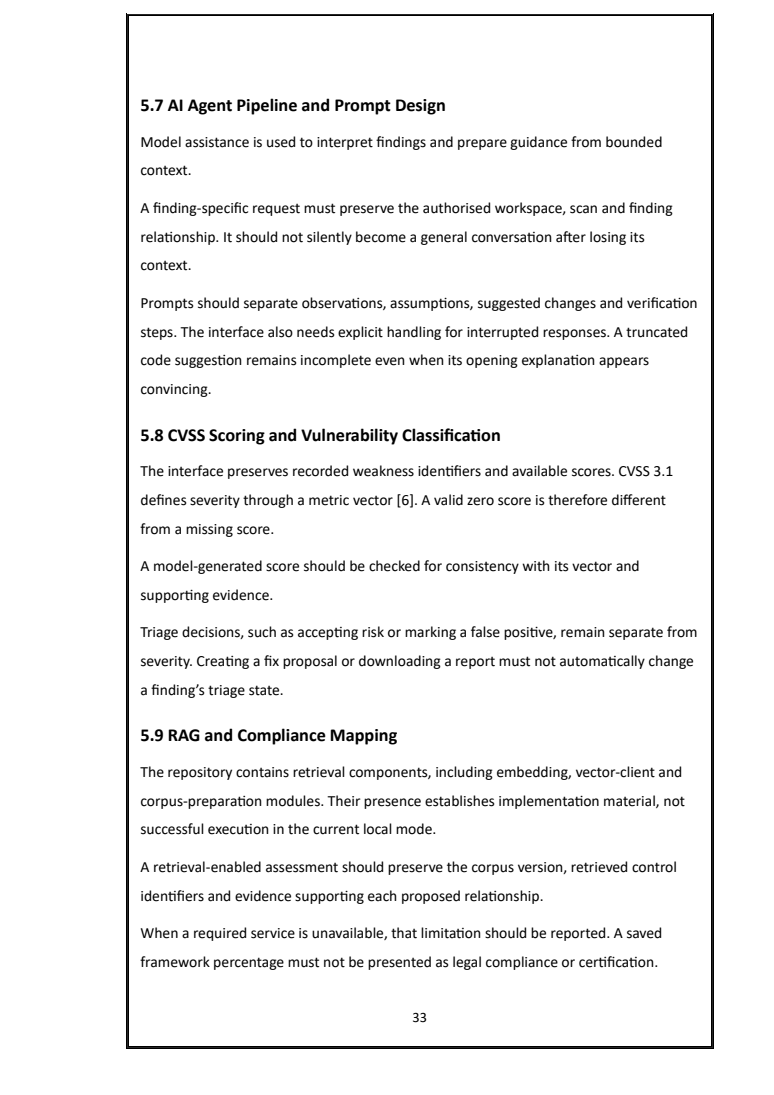 5.7 AI Agent Pipeline and Prompt Design
Model assistance is used to interpret findings and prepare guidance from bounded
context.
A finding-specific request must preserve the authorised workspace, scan and finding
relationship. It should not silently become a general conversation after losing its
context.
Prompts should separate observations, assumptions, suggested changes and verification
steps. The interface also needs explicit handling for interrupted responses. A truncated
code suggestion remains incomplete even when its opening explanation appears
convincing.
5.8 CVSS Scoring and Vulnerability Classification
The interface preserves recorded weakness identifiers and available scores. CVSS 3.1
defines severity through a metric vector [6]. A valid zero score is therefore different
from a missing score.
A model-generated score should be checked for consistency with its vector and
supporting evidence.
Triage decisions, such as accepting risk or marking a false positive, remain separate from
severity. Creating a fix proposal or downloading a report must not automatically change
a finding’s triage state.
5.9 RAG and Compliance Mapping
The repository contains retrieval components, including embedding, vector-client and
corpus-preparation modules. Their presence establishes implementation material, not
successful execution in the current local mode.
A retrieval-enabled assessment should preserve the corpus version, retrieved control
identifiers and evidence supporting each proposed relationship.
When a required service is unavailable, that limitation should be reported. A saved
framework percentage must not be presented as legal compliance or certification.
33